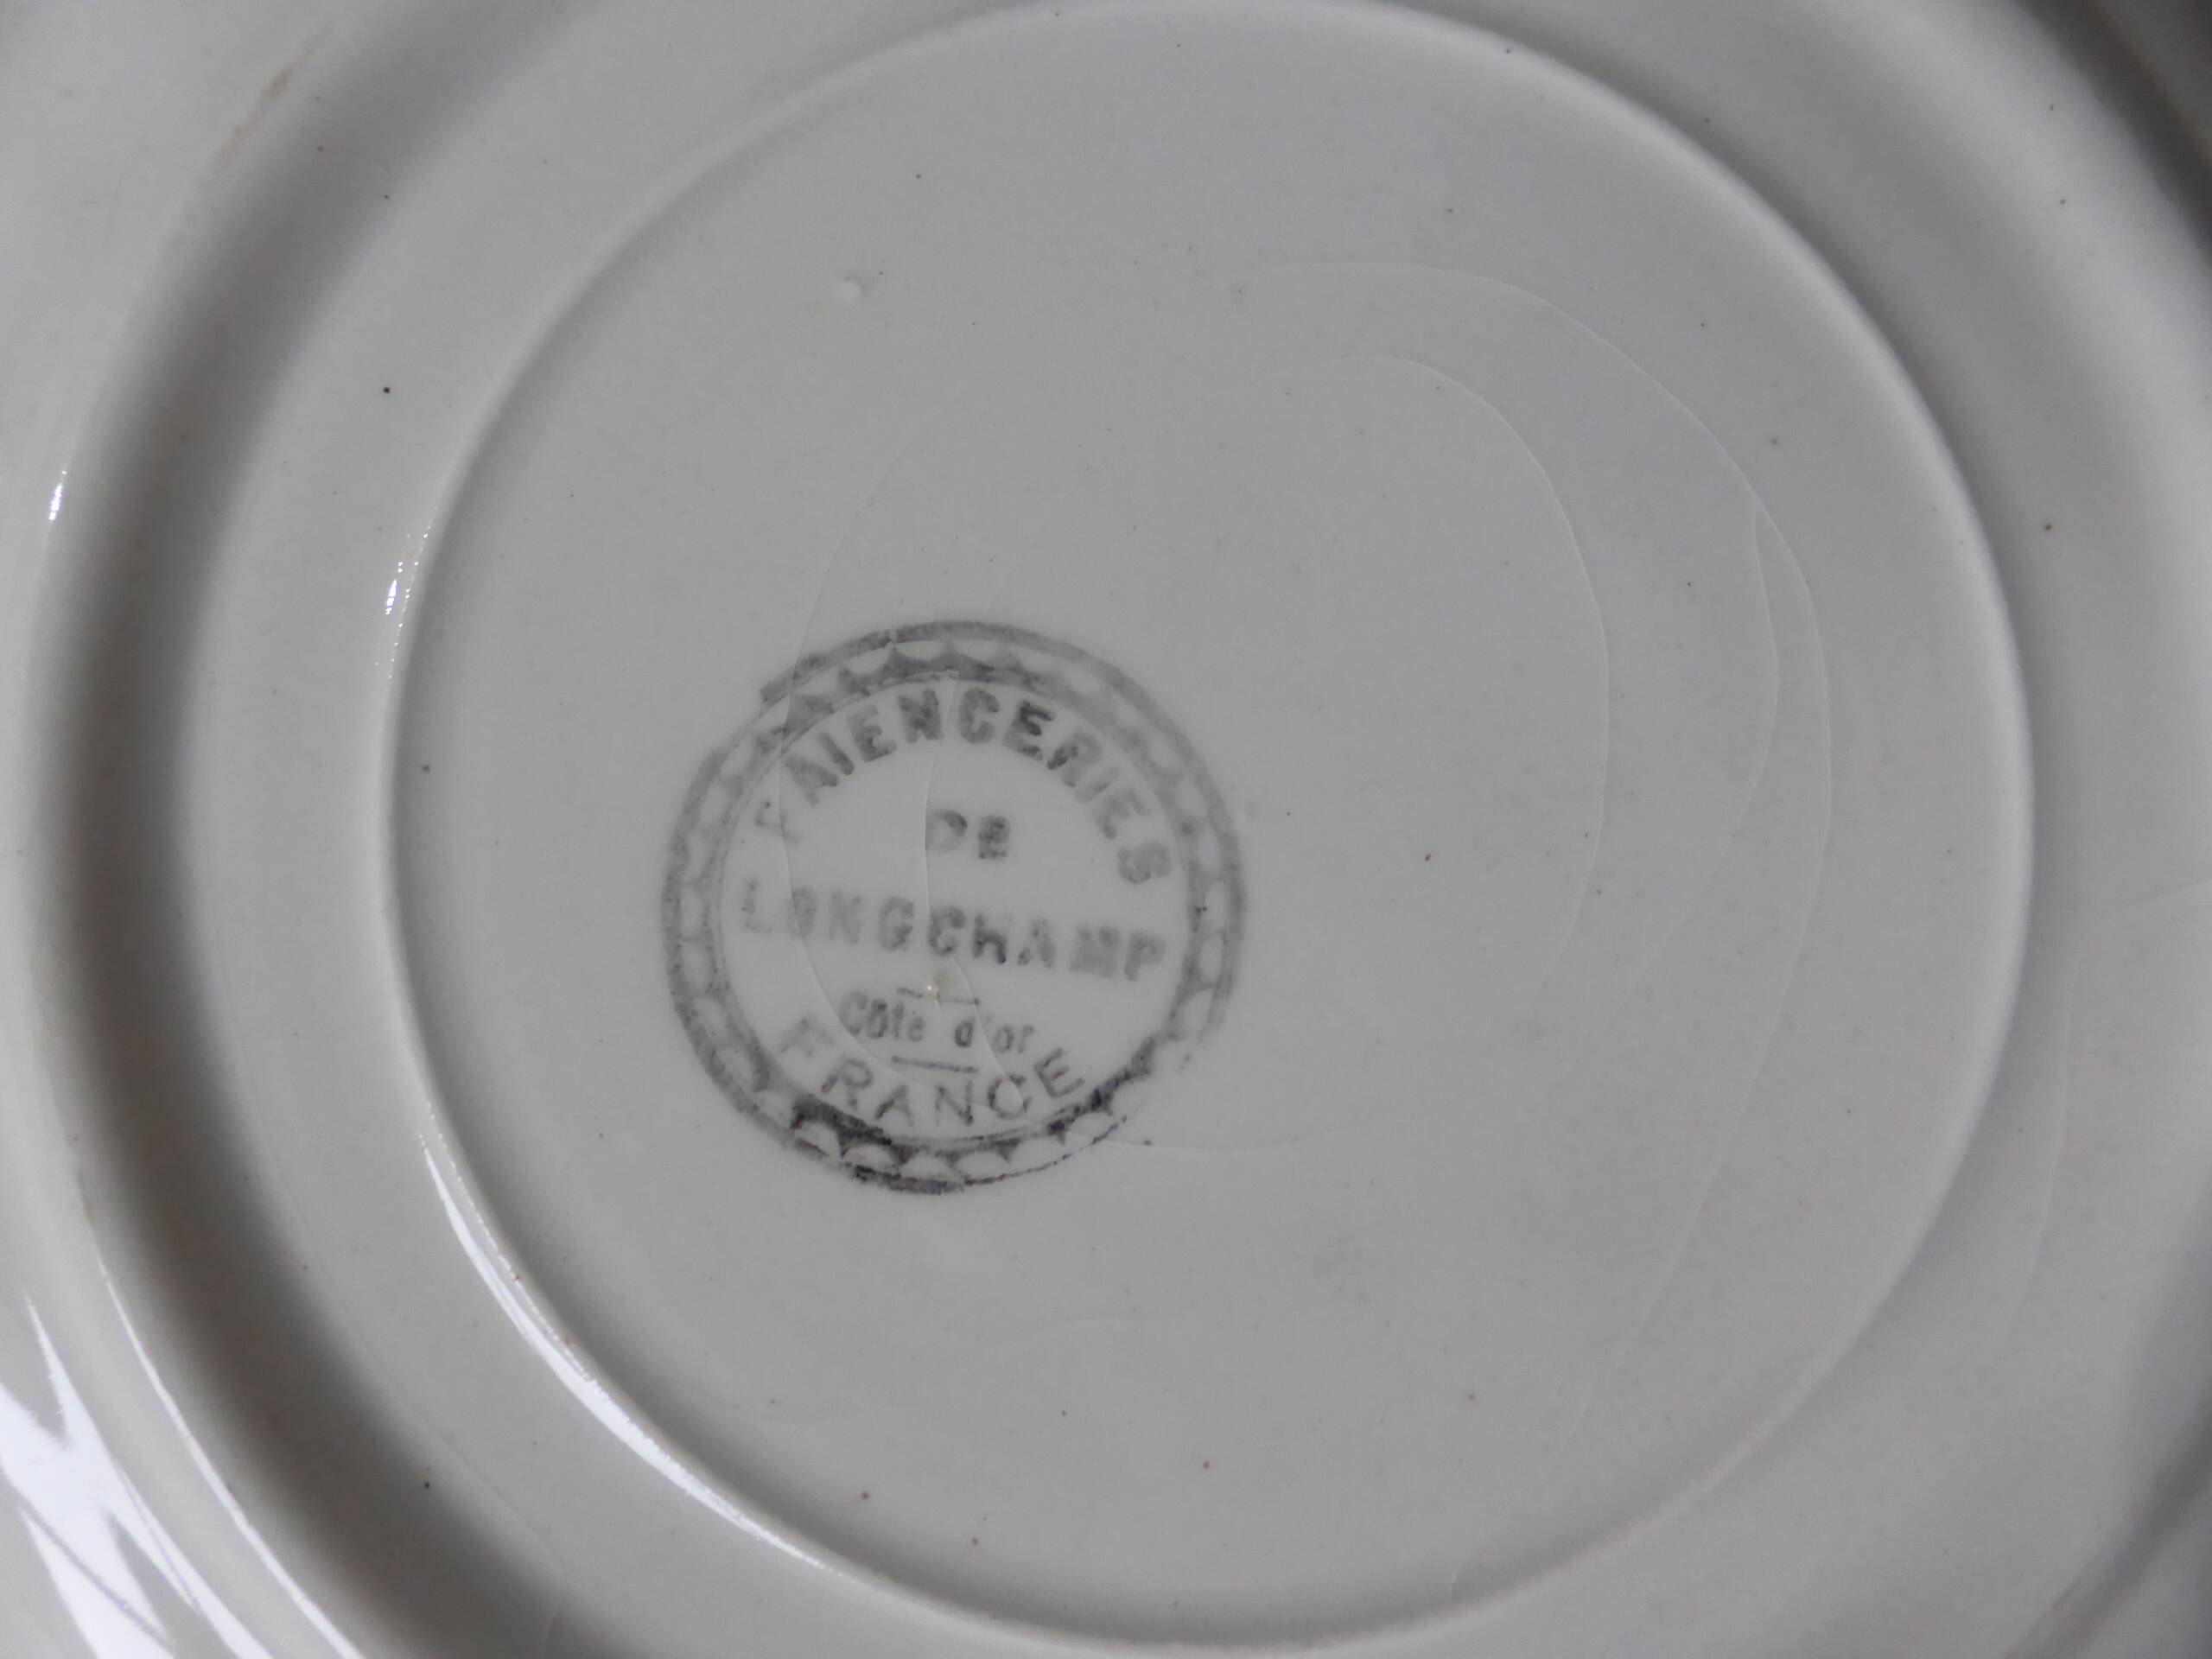 FAIENCERIES
DE
LONGCHAMP
Côte d'or
FRANCE